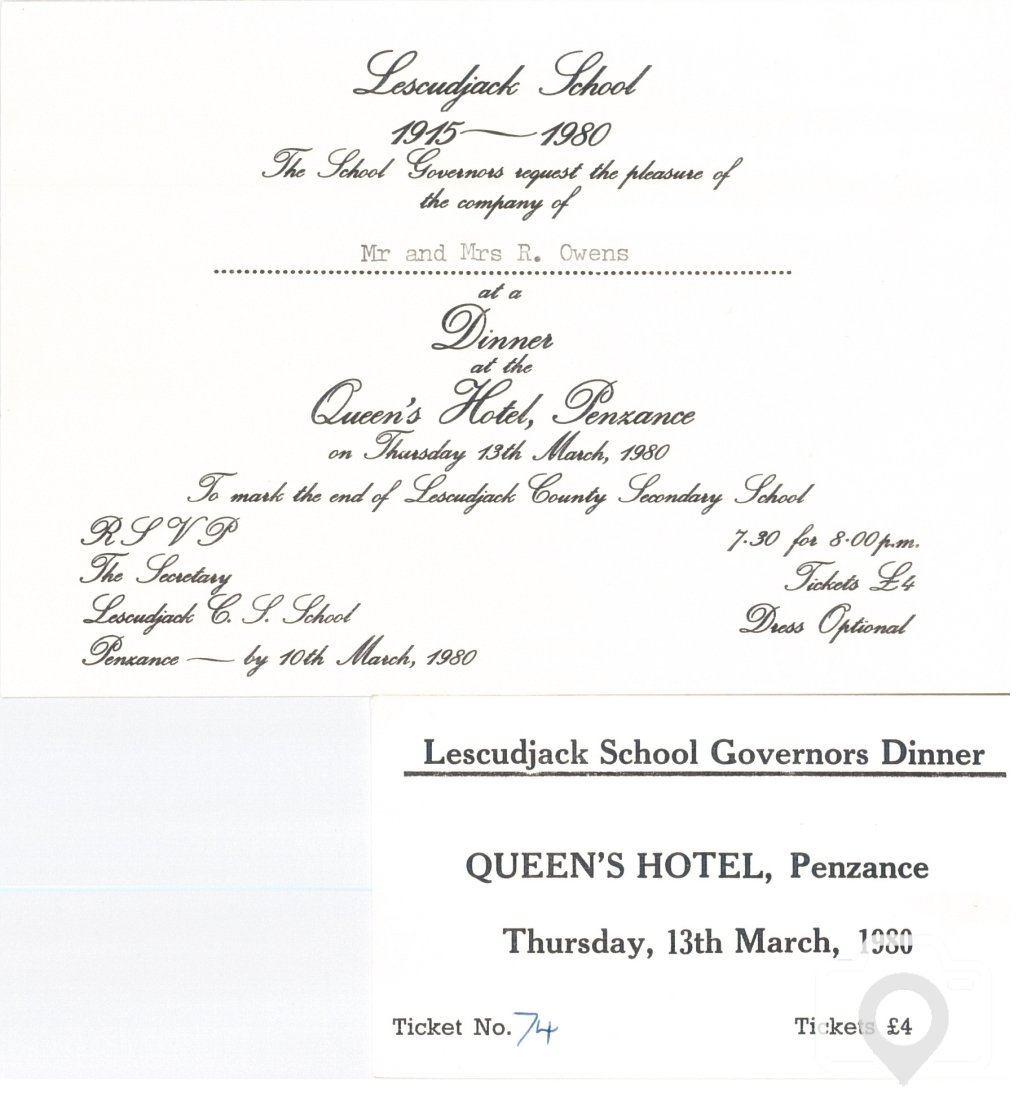 Lescudjack School
1915 — 1980
The School Governors request the pleasure of
the company of
Mr and Mrs R. Owens
at a
Dinner
at the
Queen's Hotel, Penzance
on Thursday 13th March, 1980
To mark the end of Lescudjack County Secondary School
R S V P
The Secretary
Lescudjack C. S. School
Penzance — by 10th March, 1980
7.30 for 8.00 p.m.
Tickets £4
Dress Optional
Lescudjack School Governors Dinner
QUEEN'S HOTEL, Penzance
Thursday, 13th March, 1980
Ticket No. 74
Tickets £4